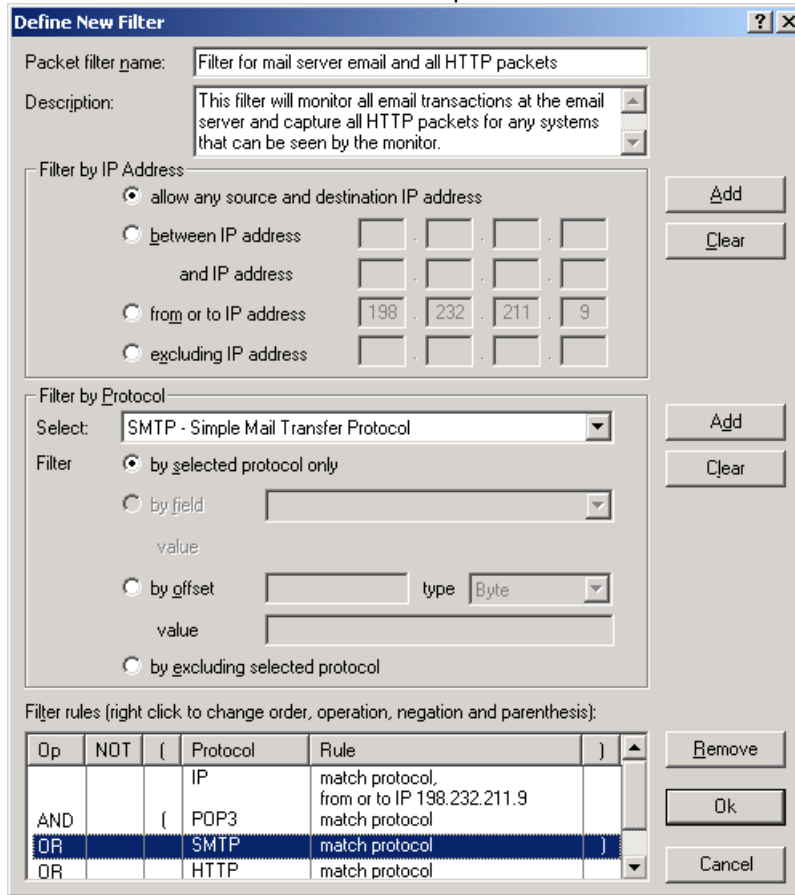 Define New Filter
Packet filter name: Filter for mail server email and all HTTP packets
Description: This filter will monitor all email transactions at the email
server and capture all HTTP packets for any systems
that can be seen by the monitor.
Filter by IP Address
allow any source and destination IP address
Add
between IP address
Clear
and IP address
from or to IP address 198 . 232 . 211 . 9
excluding IP address
Filter by Protocol
Select: SMTP - Simple Mail Transfer Protocol
Add
Filter by selected protocol only
Clear
by field
value
by offset type Byte
value
by excluding selected protocol
Filter rules (right click to change order, operation, negation and parenthesis):
Op NOT ( Protocol Rule )
Remove
IP match protocol,
from or to IP 198.232.211.9
Ok
AND ( POP3 match protocol
OR SMTP match protocol )
OR HTTP match protocol
Cancel